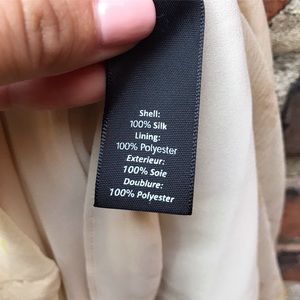 Shell:
100% Silk
Lining:
100% Polyester
Exterieur:
100% Soie
Doublure:
100% Polyester